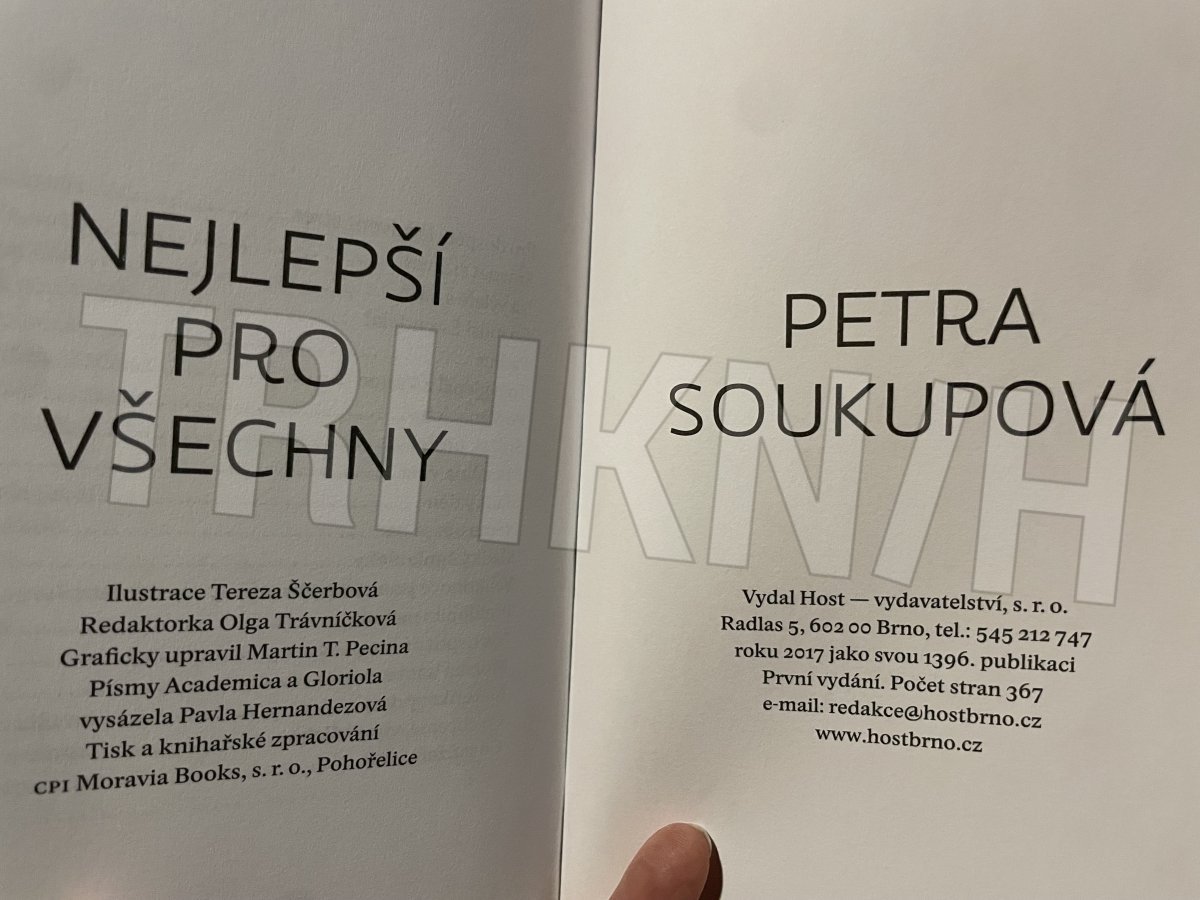 NEJLEPŠÍ
PRO
VŠECHNY
Ilustrace Tereza Ščerbová
Redaktorka Olga Trávníčková
Graficky upravil Martin T. Pecina
Písmy Academica a Gloriola
vysázela Pavla Hernandezová
Tisk a knihařské zpracování
CPI Moravia Books, s. r. o., Pohořelice
PETRA
SOUKUPOVÁ
Vydal Host — vydavatelství, s. r. o.
Radlas 5, 602 00 Brno, tel.: 545 212 747
roku 2017 jako svou 1396. publikaci
První vydání. Počet stran 367
e-mail: redakce@hostbrno.cz
www.hostbrno.cz
TRHKN/H